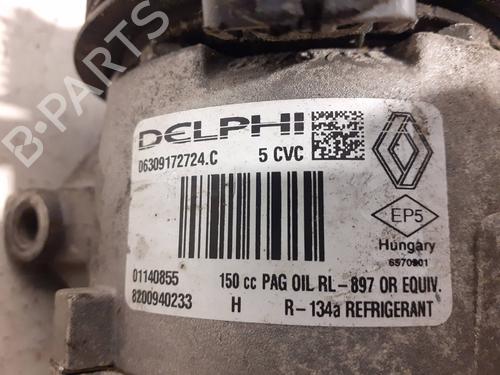 B-PARTS
DELPHI
06309172724.C 5 CVC
EP5
Hungary
6570901
01140855 150 cc PAG OIL RL-897 OR EQUIV.
8200940233 H R-134a REFRIGERANT